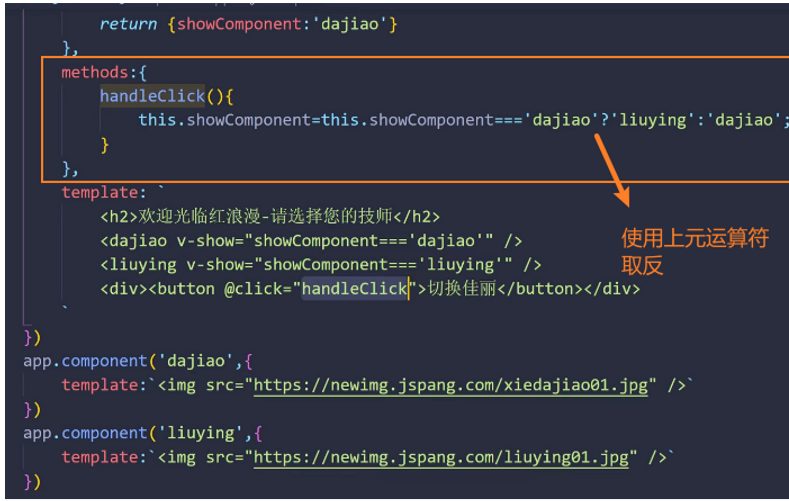 return {showComponent:'dajiao'}
},
methods:{
handleClick(){
this.showComponent=this.showComponent==='dajiao'?'liuying':'dajiao';
}
},
template: `
<h2>欢迎光临红浪漫-请选择您的技师</h2>
<dajiao v-show="showComponent==='dajiao'" />
<liuying v-show="showComponent==='liuying'" />
<div><button @click="handleClick">切换佳丽</button></div>
`
})
app.component('dajiao',{
template:`<img src="https://newimg.jspang.com/xiedajiao01.jpg" />`
})
app.component('liuying',{
template:`<img src="https://newimg.jspang.com/liuying01.jpg" />`
})
使用上元运算符
取反